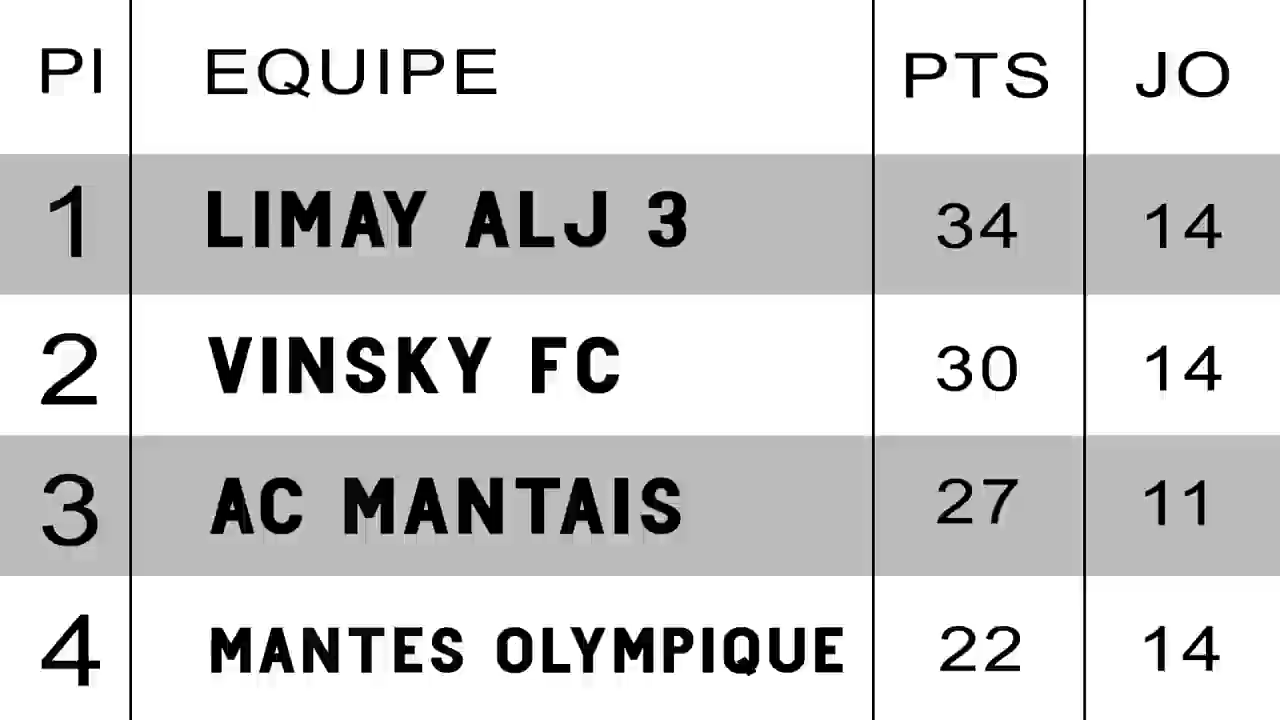 PI EQUIPE PTS JO
1 LIMAY ALJ 3 34 14
2 VINSKY FC 30 14
3 AC MANTAIS 27 11
4 MANTES OLYMPIQUE 22 14